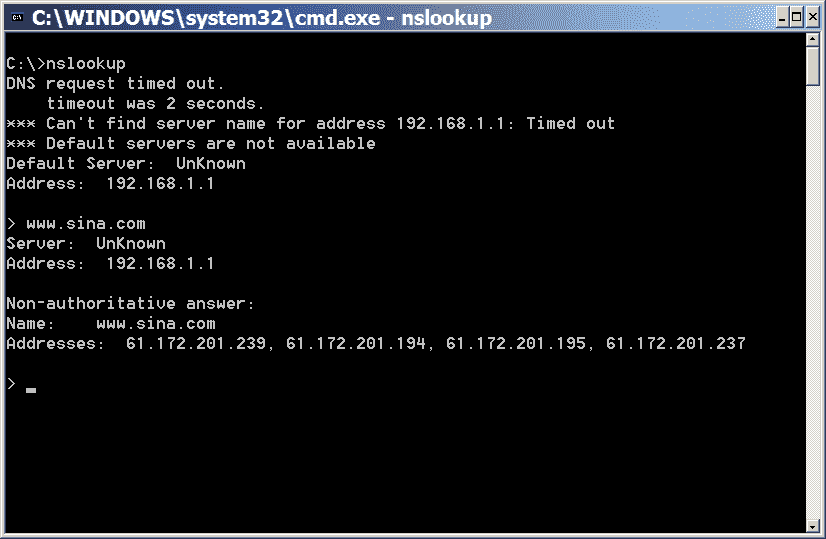 C:\WINDOWS\system32\cmd.exe - nslookup
C:\>nslookup
DNS request timed out.
    timeout was 2 seconds.
*** Can't find server name for address 192.168.1.1: Timed out
*** Default servers are not available
Default Server:  UnKnown
Address:  192.168.1.1
> www.sina.com
Server:  UnKnown
Address:  192.168.1.1
Non-authoritative answer:
Name:    www.sina.com
Addresses:  61.172.201.239, 61.172.201.194, 61.172.201.195, 61.172.201.237
> _